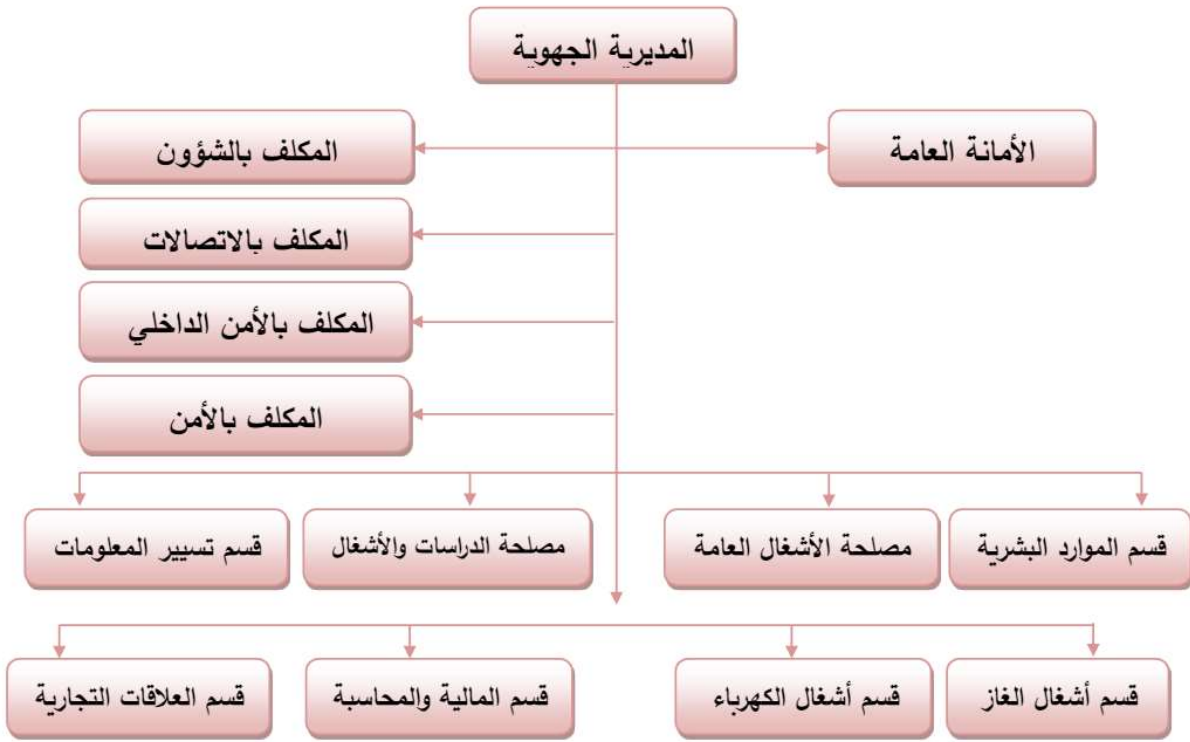 المديرية الجهوية
الأمانة العامة
المكلف بالشؤون
المكلف بالاتصالات
المكلف بالأمن الداخلي
المكلف بالأمن
قسم الموارد البشرية
مصلحة الأشغال العامة
مصلحة الدراسات والأشغال
قسم تسيير المعلومات
قسم أشغال الغاز
قسم أشغال الكهرباء
قسم المالية والمحاسبة
قسم العلاقات التجارية